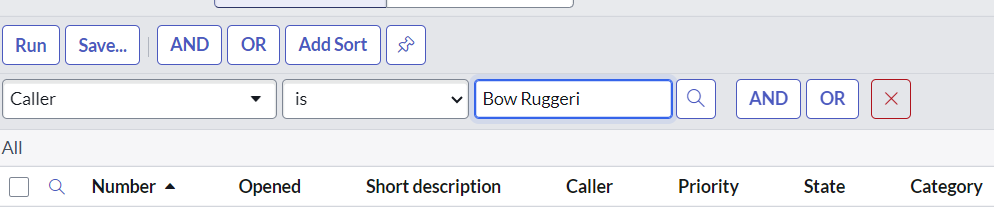 Run Save... AND OR Add Sort
Caller is Bow Ruggeri AND OR
All
Number Opened Short description Caller Priority State Category